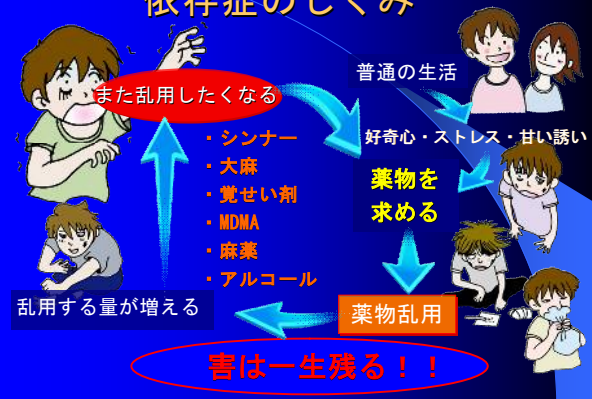 依存症のしくみ
また乱用したくなる
普通の生活
好奇心・ストレス・甘い誘い
・シンナー
・大麻
・覚せい剤
・MDMA
・麻薬
・アルコール
薬物を
求める
乱用する量が増える
薬物乱用
害は一生残る！！